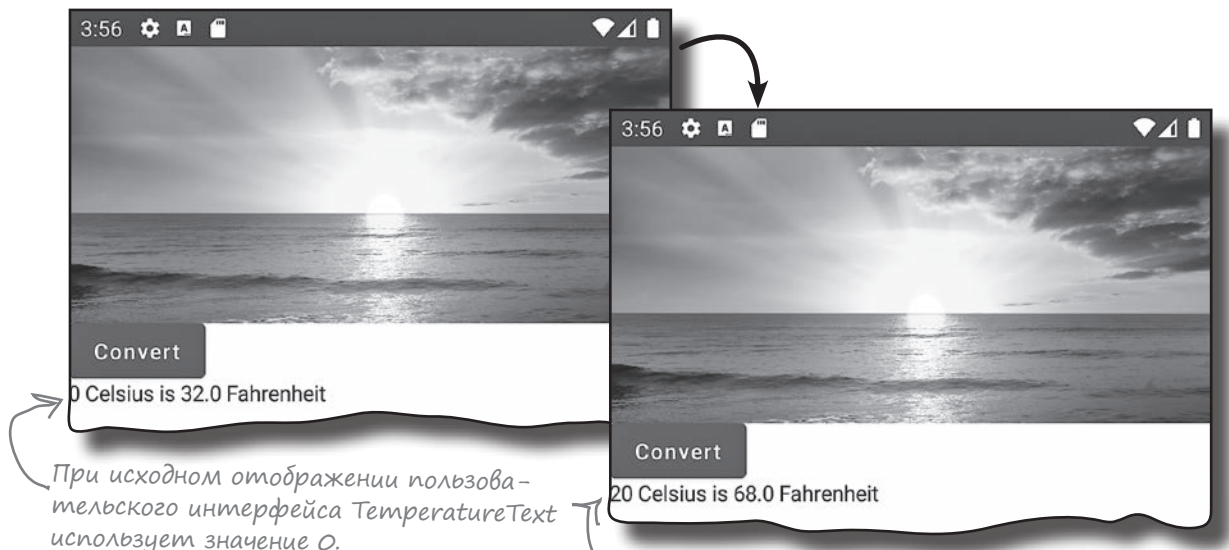 3:56
Convert
0 Celsius is 32.0 Fahrenheit
При исходном отображении пользова-
тельского интерфейса TemperatureText
использует значение 0.
3:56
Convert
20 Celsius is 68.0 Fahrenheit